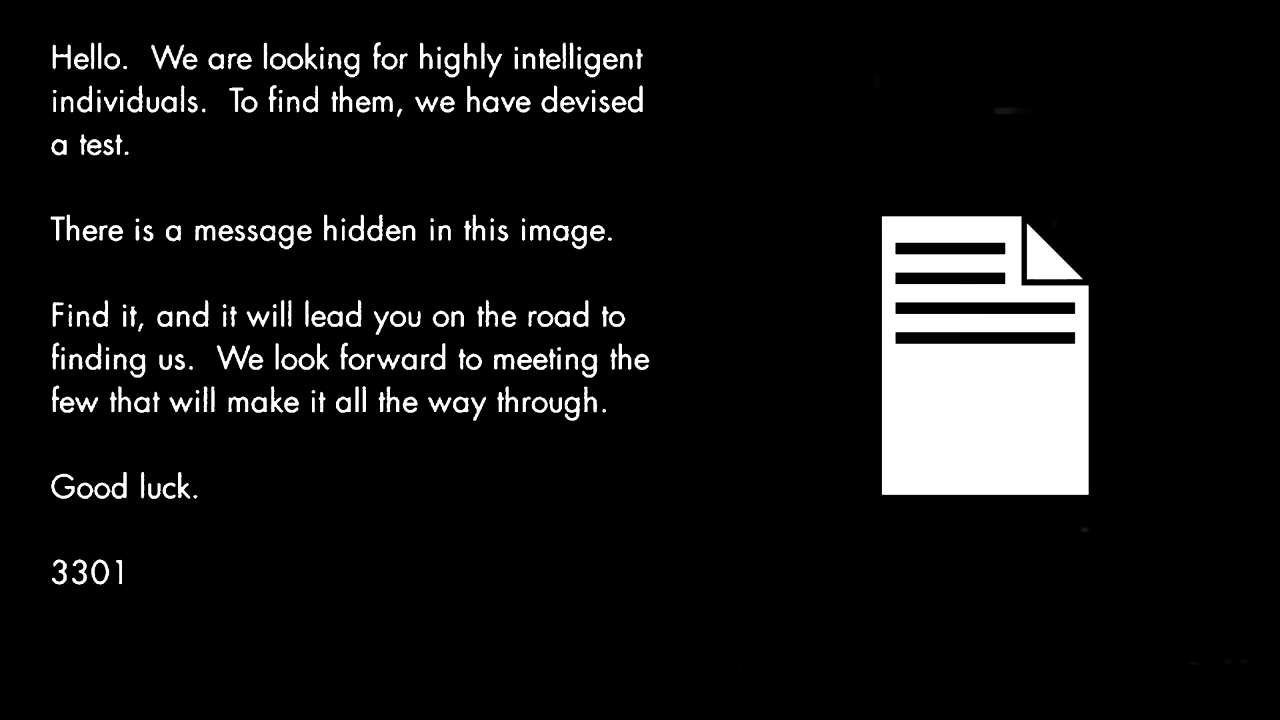 Hello.  We are looking for highly intelligent
individuals.  To find them, we have devised
a test.
There is a message hidden in this image.
Find it, and it will lead you on the road to
finding us.  We look forward to meeting the
few that will make it all the way through.
Good luck.
3301